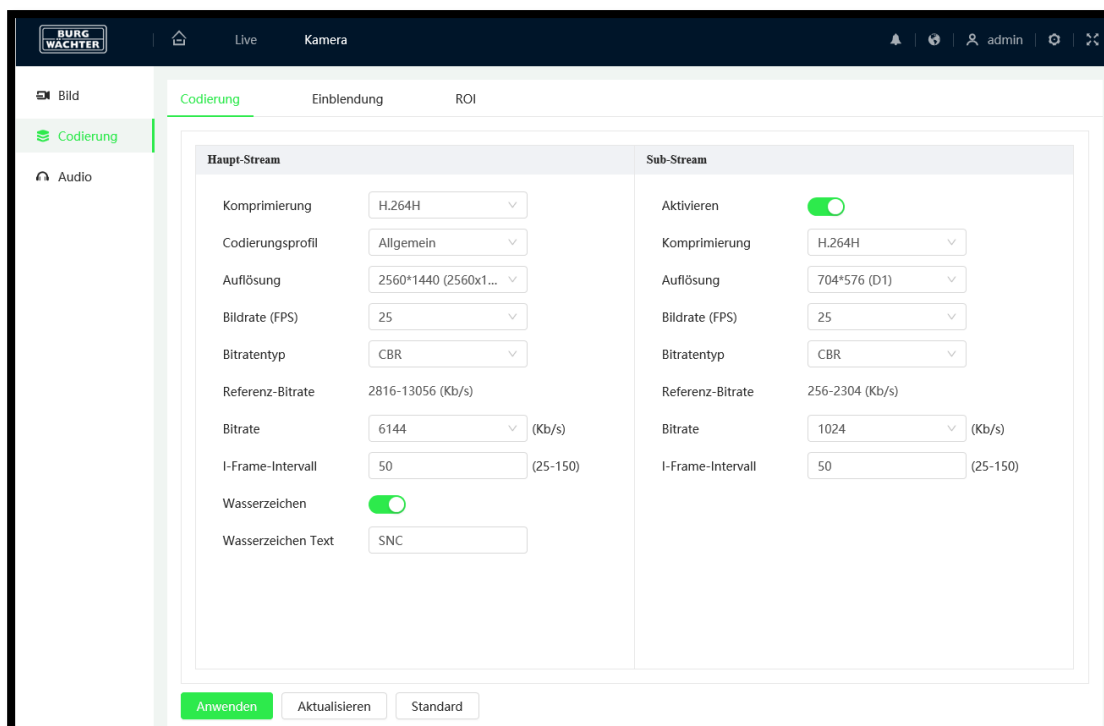 BURG
WÄCHTER
Live Kamera admin
Bild
Codierung
Audio
Codierung Einblendung ROI
Haupt-Stream
Komprimierung H.264H
Codierungsprofil Allgemein
Auflösung 2560*1440 (2560x1...
Bildrate (FPS) 25
Bitratentyp CBR
Referenz-Bitrate 2816-13056 (Kb/s)
Bitrate 6144 (Kb/s)
I-Frame-Intervall 50 (25-150)
Wasserzeichen
Wasserzeichen Text SNC
Sub-Stream
Aktivieren
Komprimierung H.264H
Auflösung 704*576 (D1)
Bildrate (FPS) 25
Bitratentyp CBR
Referenz-Bitrate 256-2304 (Kb/s)
Bitrate 1024 (Kb/s)
I-Frame-Intervall 50 (25-150)
Anwenden Aktualisieren Standard